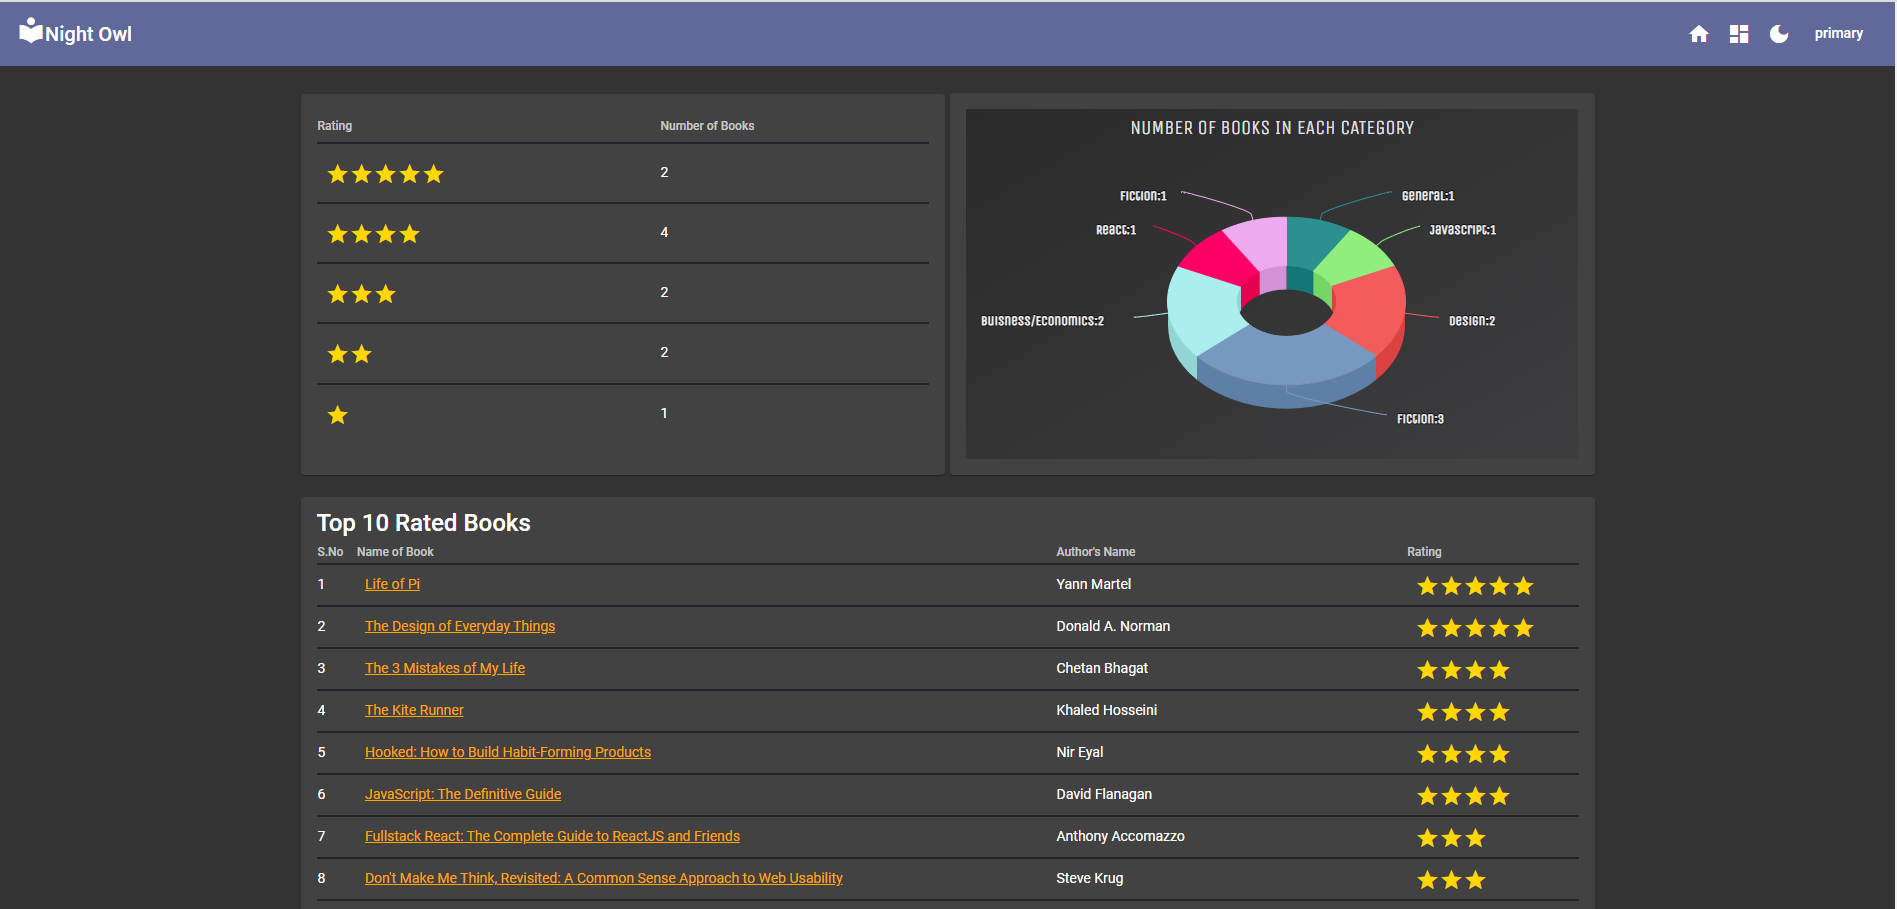 Night Owl
primary
Rating Number of Books
2
4
2
2
1
NUMBER OF BOOKS IN EACH CATEGORY
Fiction:1
General:1
React:1
Javascript:1
Buisness/Economics:2
Design:2
Fiction:3
Top 10 Rated Books
S.No Name of Book Author's Name Rating
1 Life of Pi Yann Martel
2 The Design of Everyday Things Donald A. Norman
3 The 3 Mistakes of My Life Chetan Bhagat
4 The Kite Runner Khaled Hosseini
5 Hooked: How to Build Habit-Forming Products Nir Eyal
6 JavaScript: The Definitive Guide David Flanagan
7 Fullstack React: The Complete Guide to ReactJS and Friends Anthony Accomazzo
8 Don't Make Me Think, Revisited: A Common Sense Approach to Web Usability Steve Krug